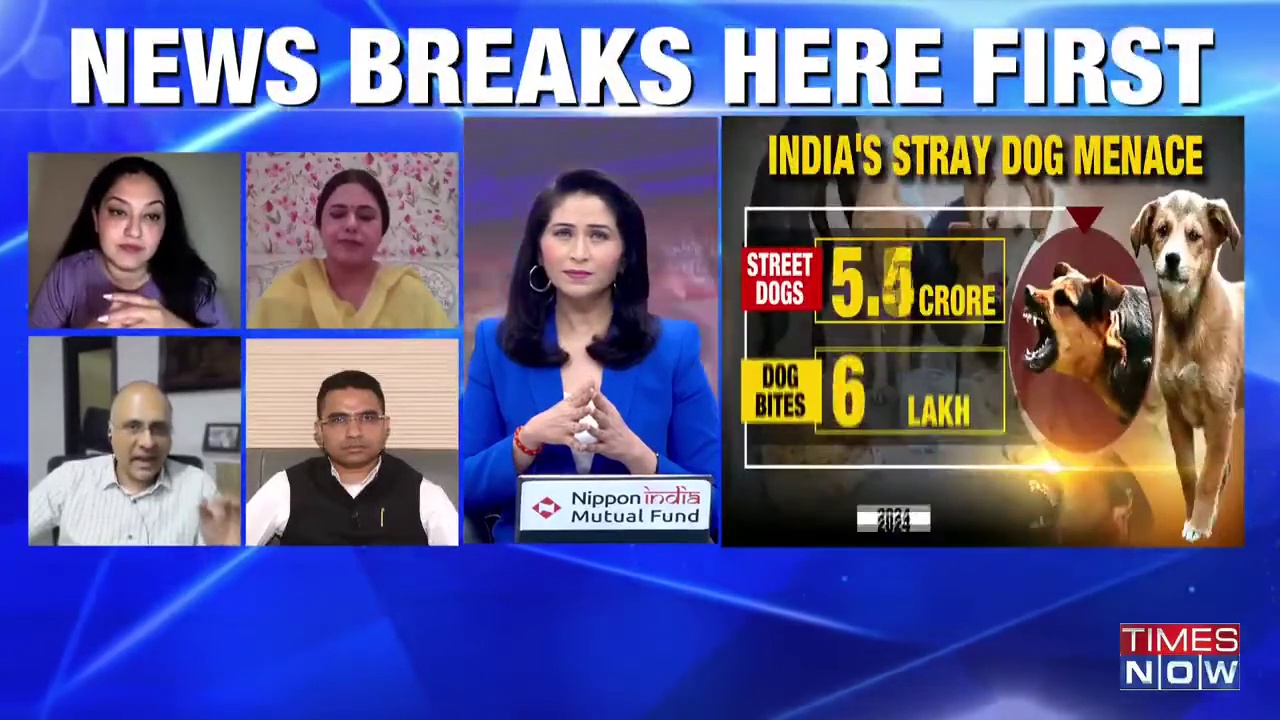 NEWS BREAKS HERE FIRST
INDIA'S STRAY DOG MENACE
STREET
DOGS
CRORE
DOG
BITES
6
LAKH
Nippon india
Mutual Fund
TIMES
NOW